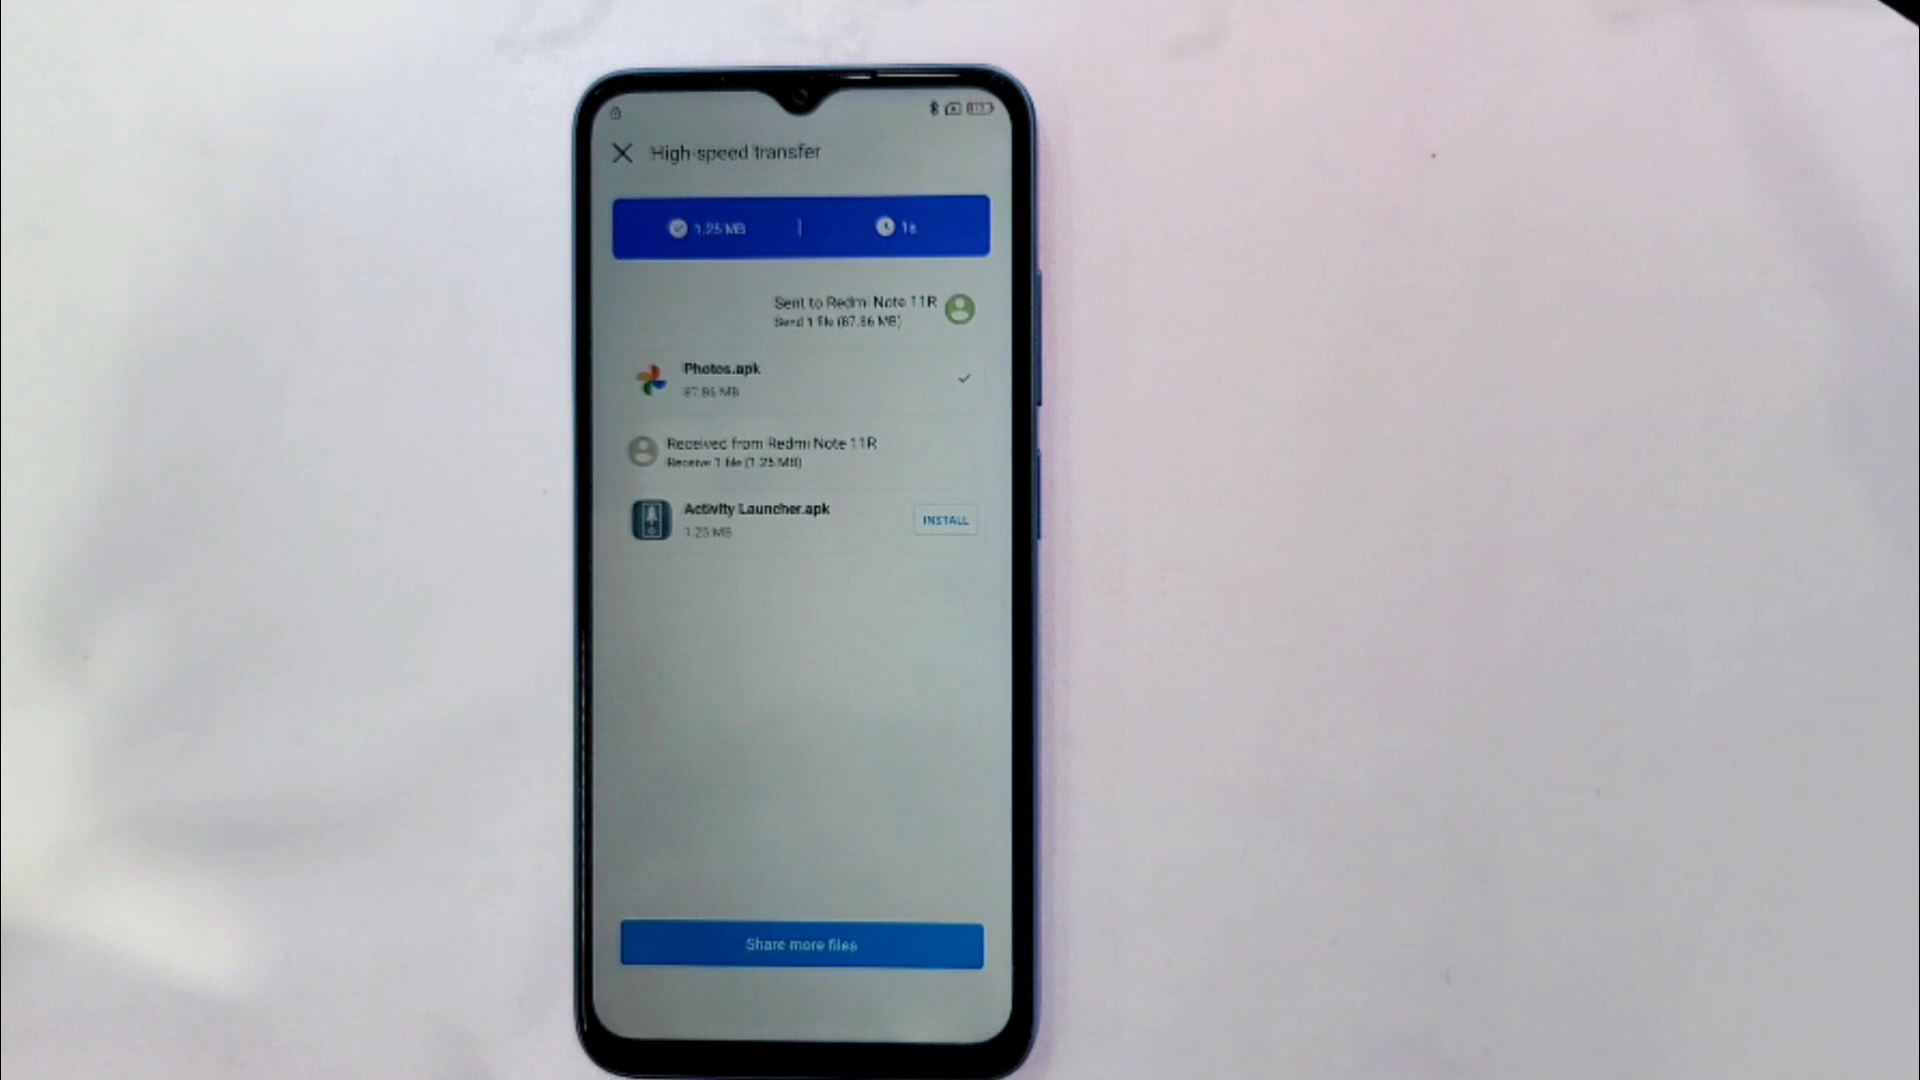 High-speed transfer
1.25 MB | 1s
Sent to Redmi Note 11R
Send 1 file (87.86 MB)
Photos.apk
87.86 MB
Received from Redmi Note 11R
Receive 1 file (1.25 MB)
Activity Launcher.apk
1.25 MB
INSTALL
Share more files